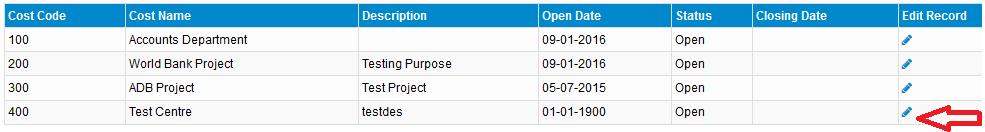 Cost Code Cost Name Description Open Date Status Closing Date Edit Record
100 Accounts Department 09-01-2016 Open
200 World Bank Project Testing Purpose 09-01-2016 Open
300 ADB Project Test Project 05-07-2015 Open
400 Test Centre testdes 01-01-1900 Open